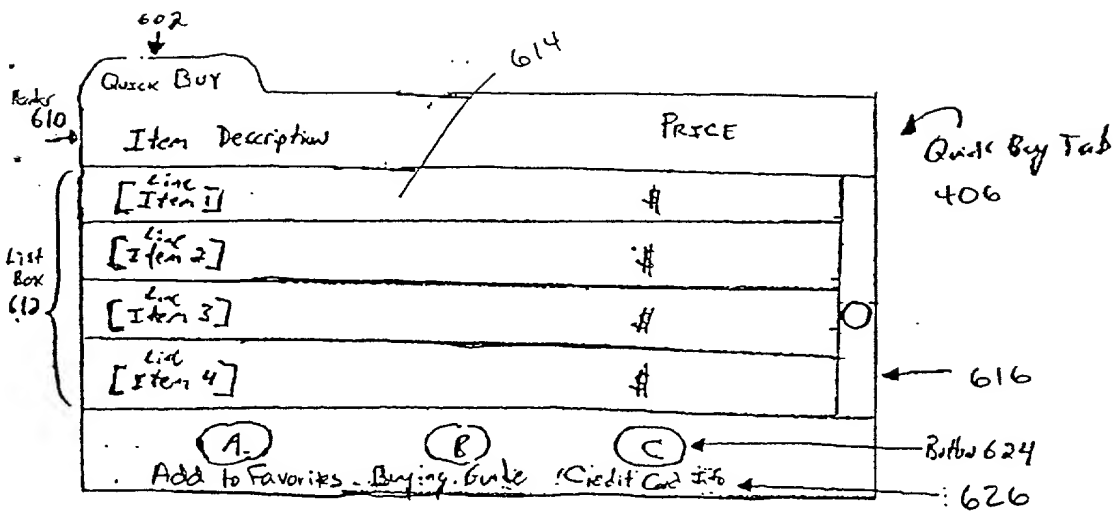 602
614
Quick Buy
610
Item Description PRICE
Quick Buy Tab
406
[Line Item 1] $
[Line Item 2] $
[Line Item 3] $
[Line Item 4] $
List
Box
612
616
A B C
Button 624
Add to Favorites Buying Guide Credit Card Info
626